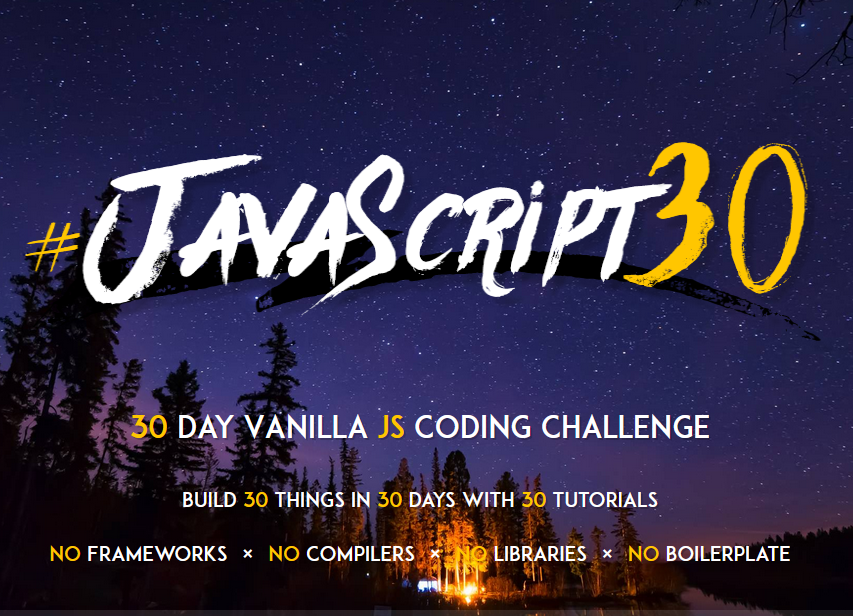 #JavaScript30
30 DAY VANILLA JS CODING CHALLENGE
BUILD 30 THINGS IN 30 DAYS WITH 30 TUTORIALS
NO FRAMEWORKS × NO COMPILERS × NO LIBRARIES × NO BOILERPLATE